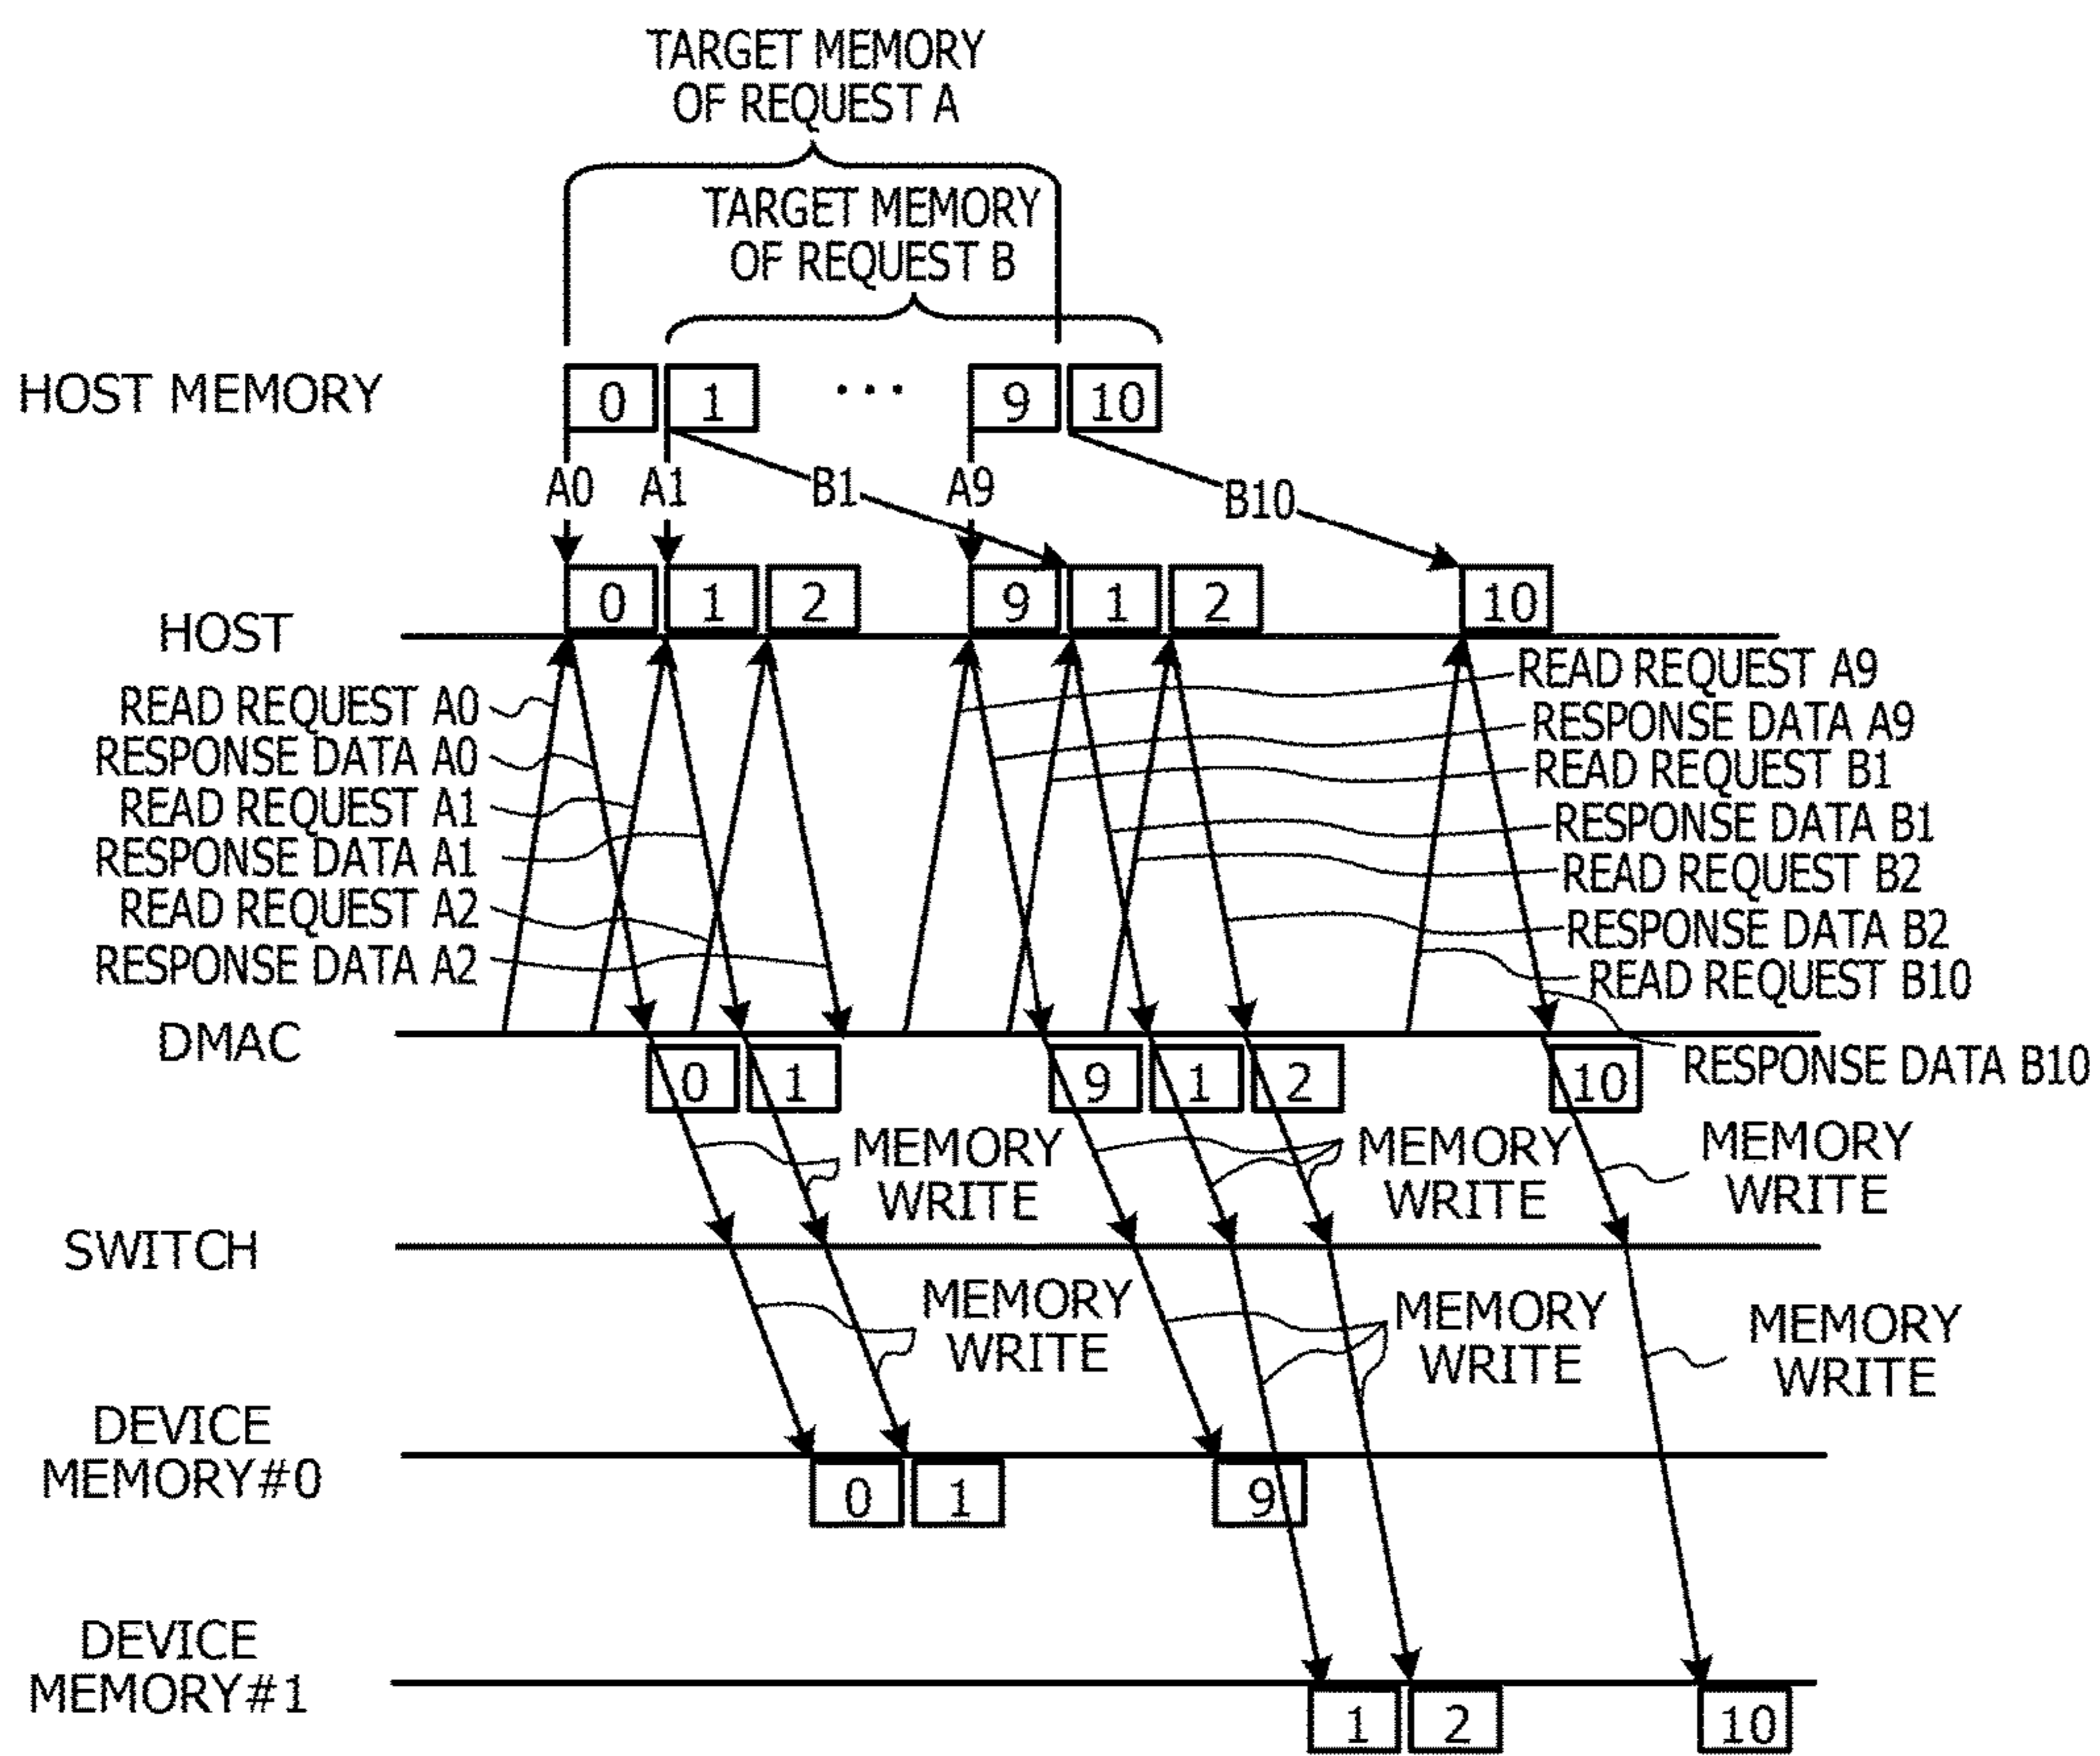 TARGET MEMORY
OF REQUEST A
TARGET MEMORY
OF REQUEST B
HOST MEMORY
0 1 ... 9 10
A0 A1 B1 A9 B10
HOST
0 1 2 9 1 2 10
READ REQUEST A0
RESPONSE DATA A0
READ REQUEST A1
RESPONSE DATA A1
READ REQUEST A2
RESPONSE DATA A2
READ REQUEST A9
RESPONSE DATA A9
READ REQUEST B1
RESPONSE DATA B1
READ REQUEST B2
RESPONSE DATA B2
READ REQUEST B10
RESPONSE DATA B10
DMAC
0 1 9 1 2 10
MEMORY
WRITE
MEMORY
WRITE
MEMORY
WRITE
SWITCH
MEMORY
WRITE
MEMORY
WRITE
MEMORY
WRITE
DEVICE
MEMORY#0
0 1 9
DEVICE
MEMORY#1
1 2 10